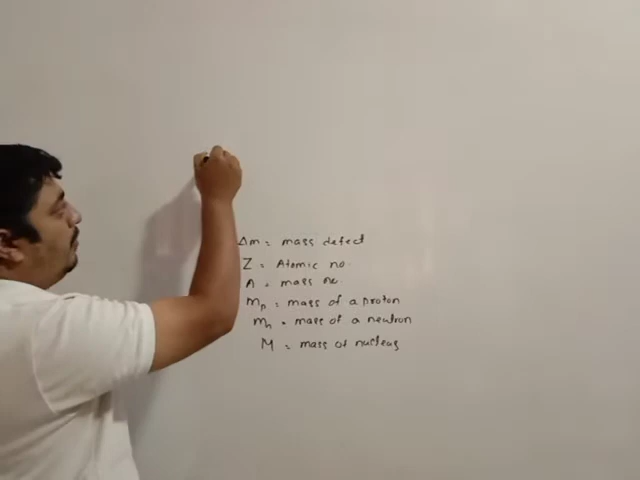 Δm = mass defect
Z = Atomic no.
A = mass no.
mp = mass of a proton
mn = mass of a neutron
M = mass of nucleus